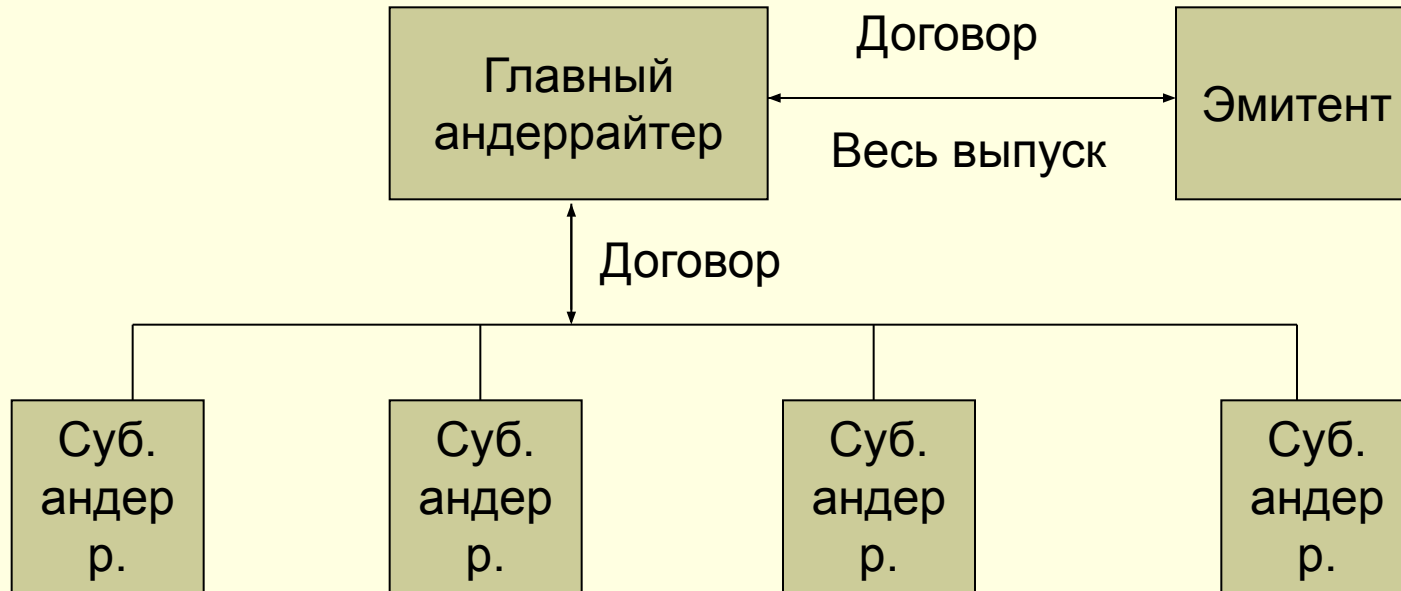 Главный
андеррайтер
Договор
Весь выпуск
Эмитент
Договор
Суб.
андер
р.
Суб.
андер
р.
Суб.
андер
р.
Суб.
андер
р.